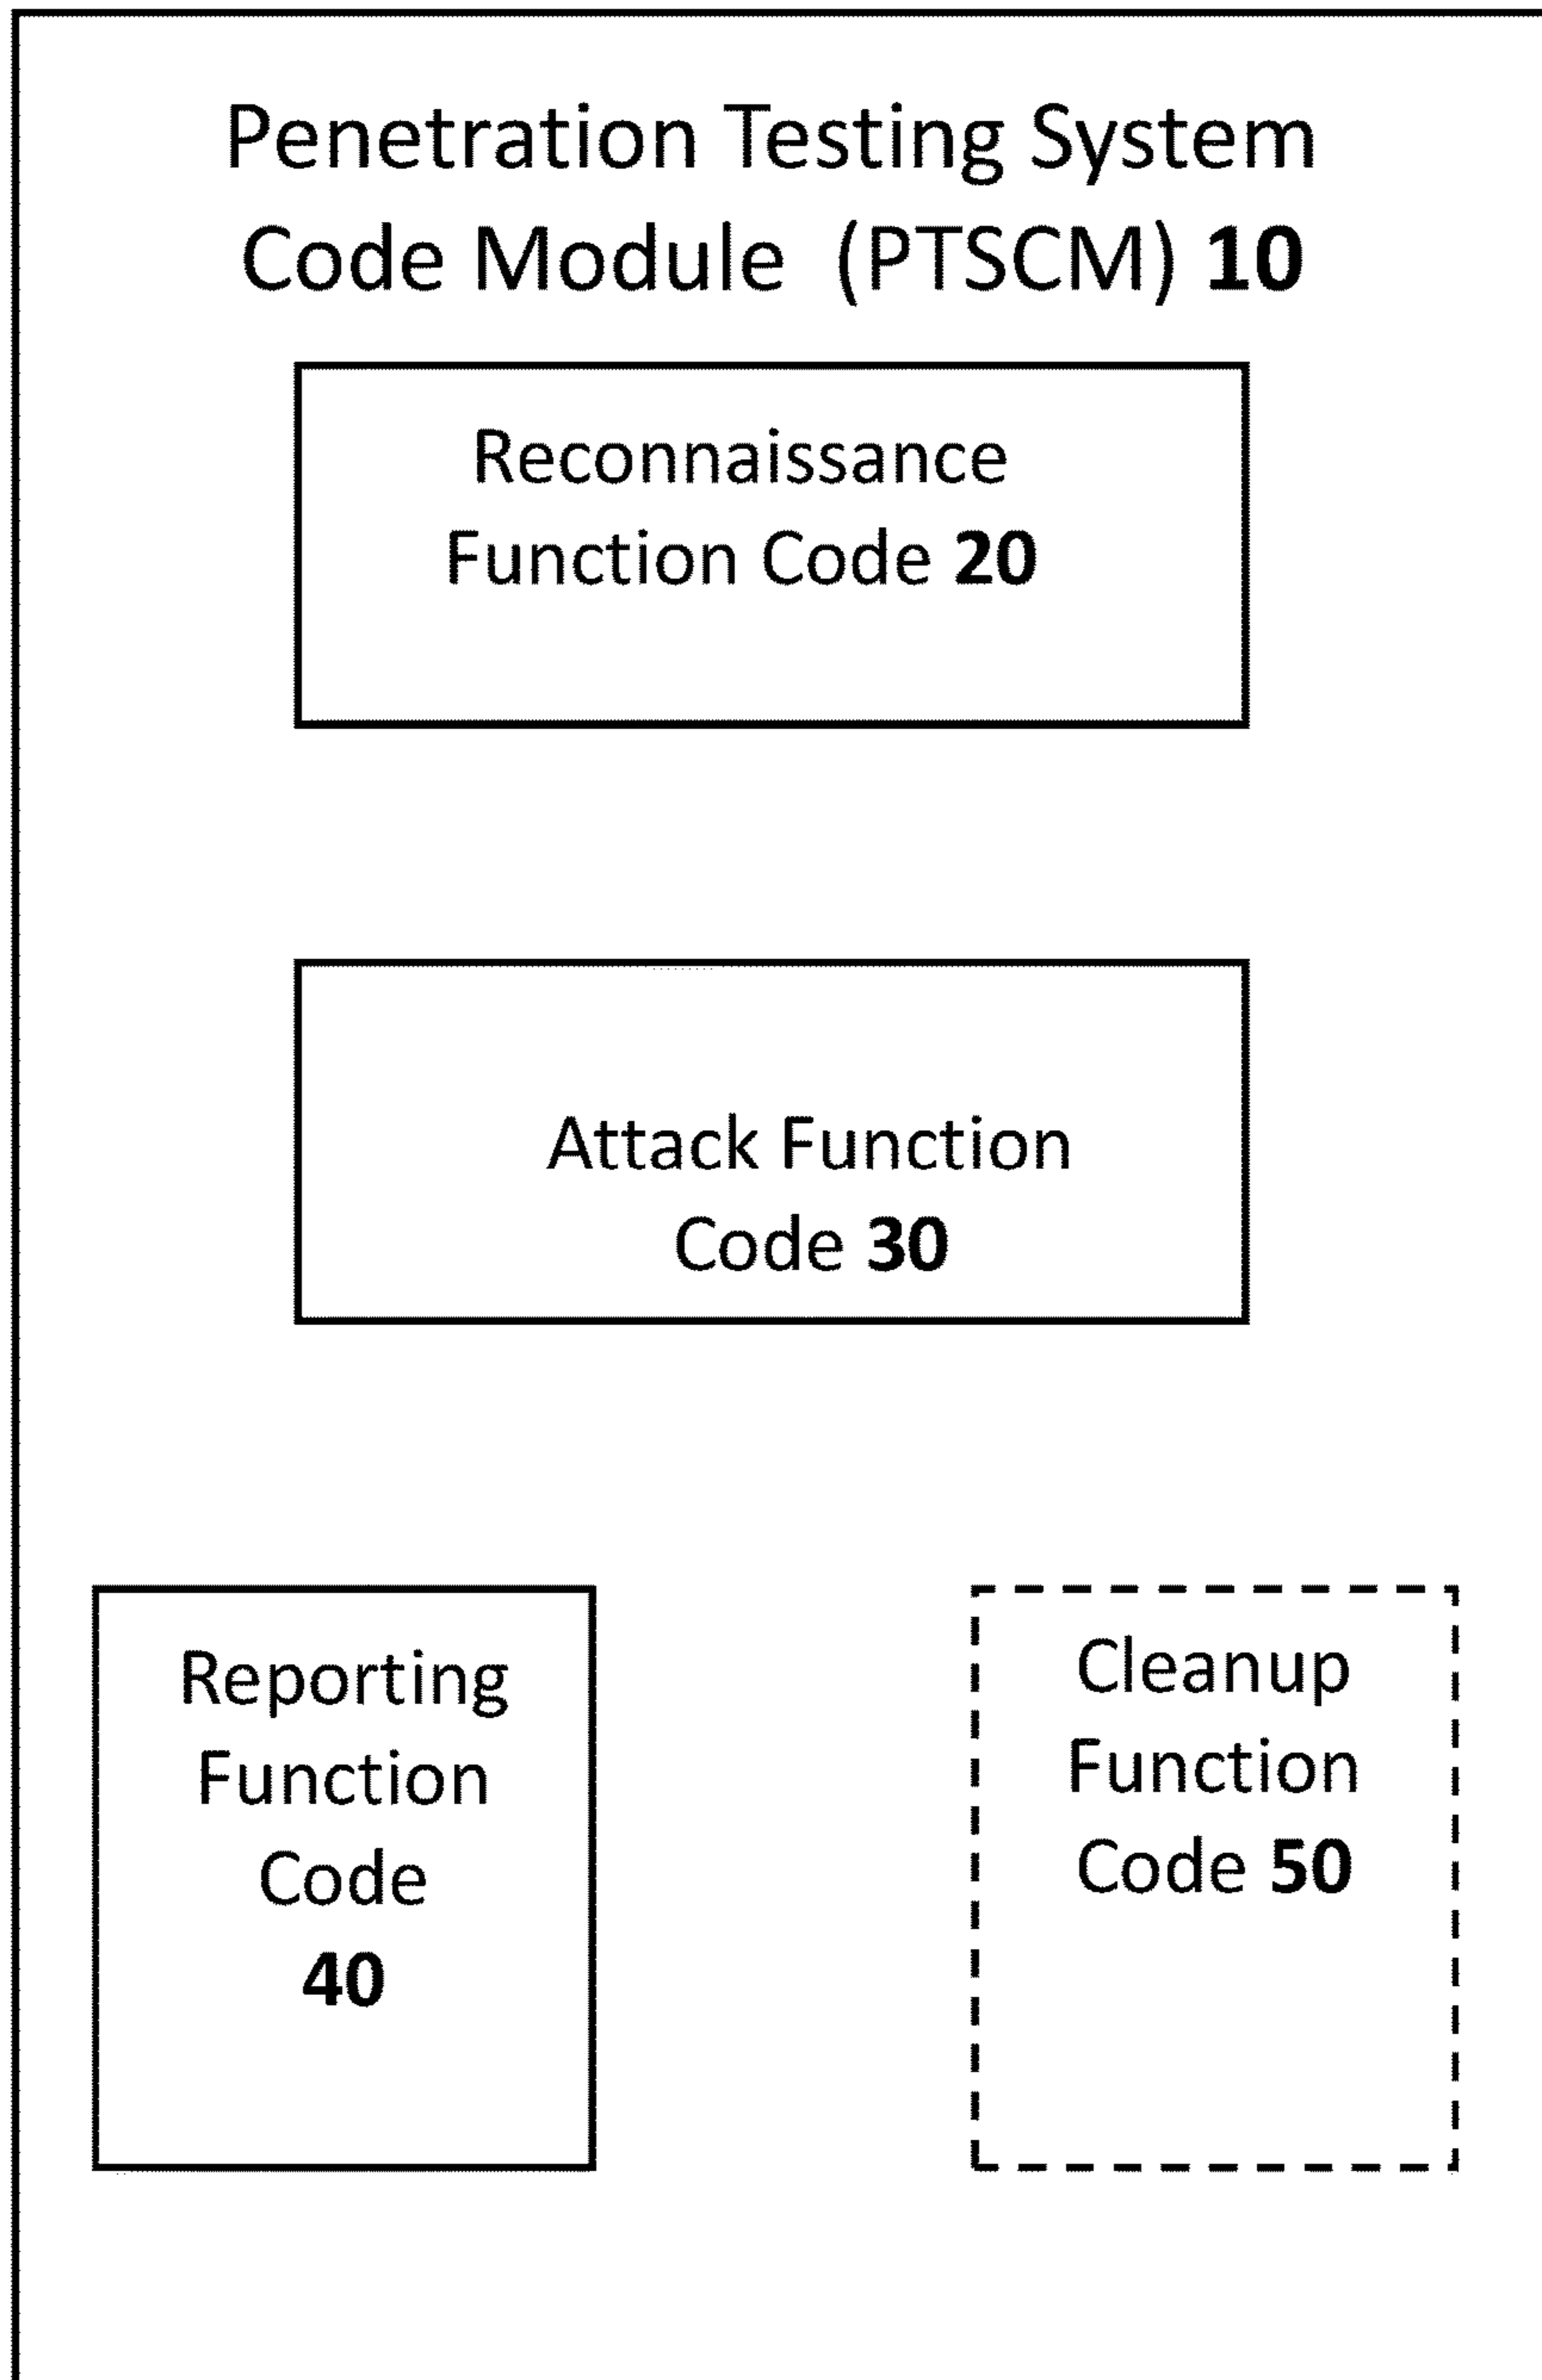 Penetration Testing System
Code Module (PTSCM) 10
Reconnaissance
Function Code 20
Attack Function
Code 30
Reporting
Function
Code
40
Cleanup
Function
Code 50